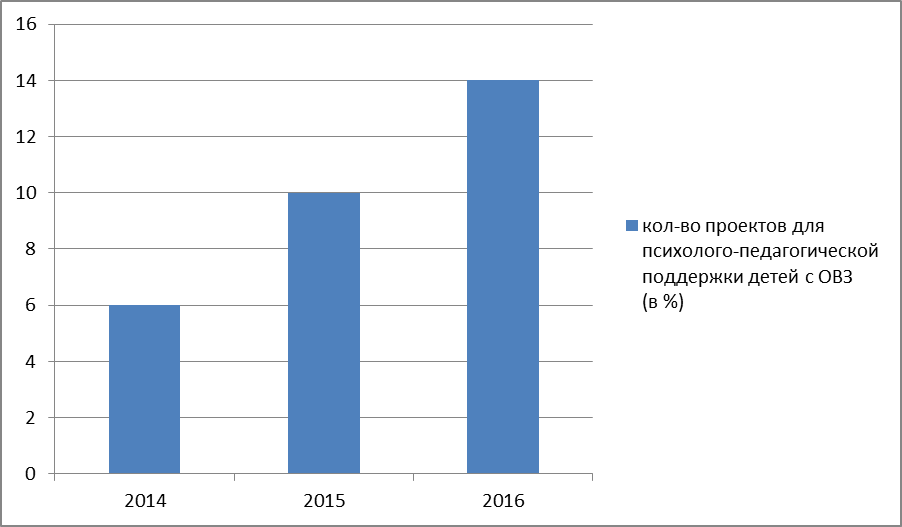 16
14
12
10
8
6
4
2
0
2014 2015 2016
кол-во проектов для
психолого-педагогической
поддержки детей с ОВЗ
(в %)